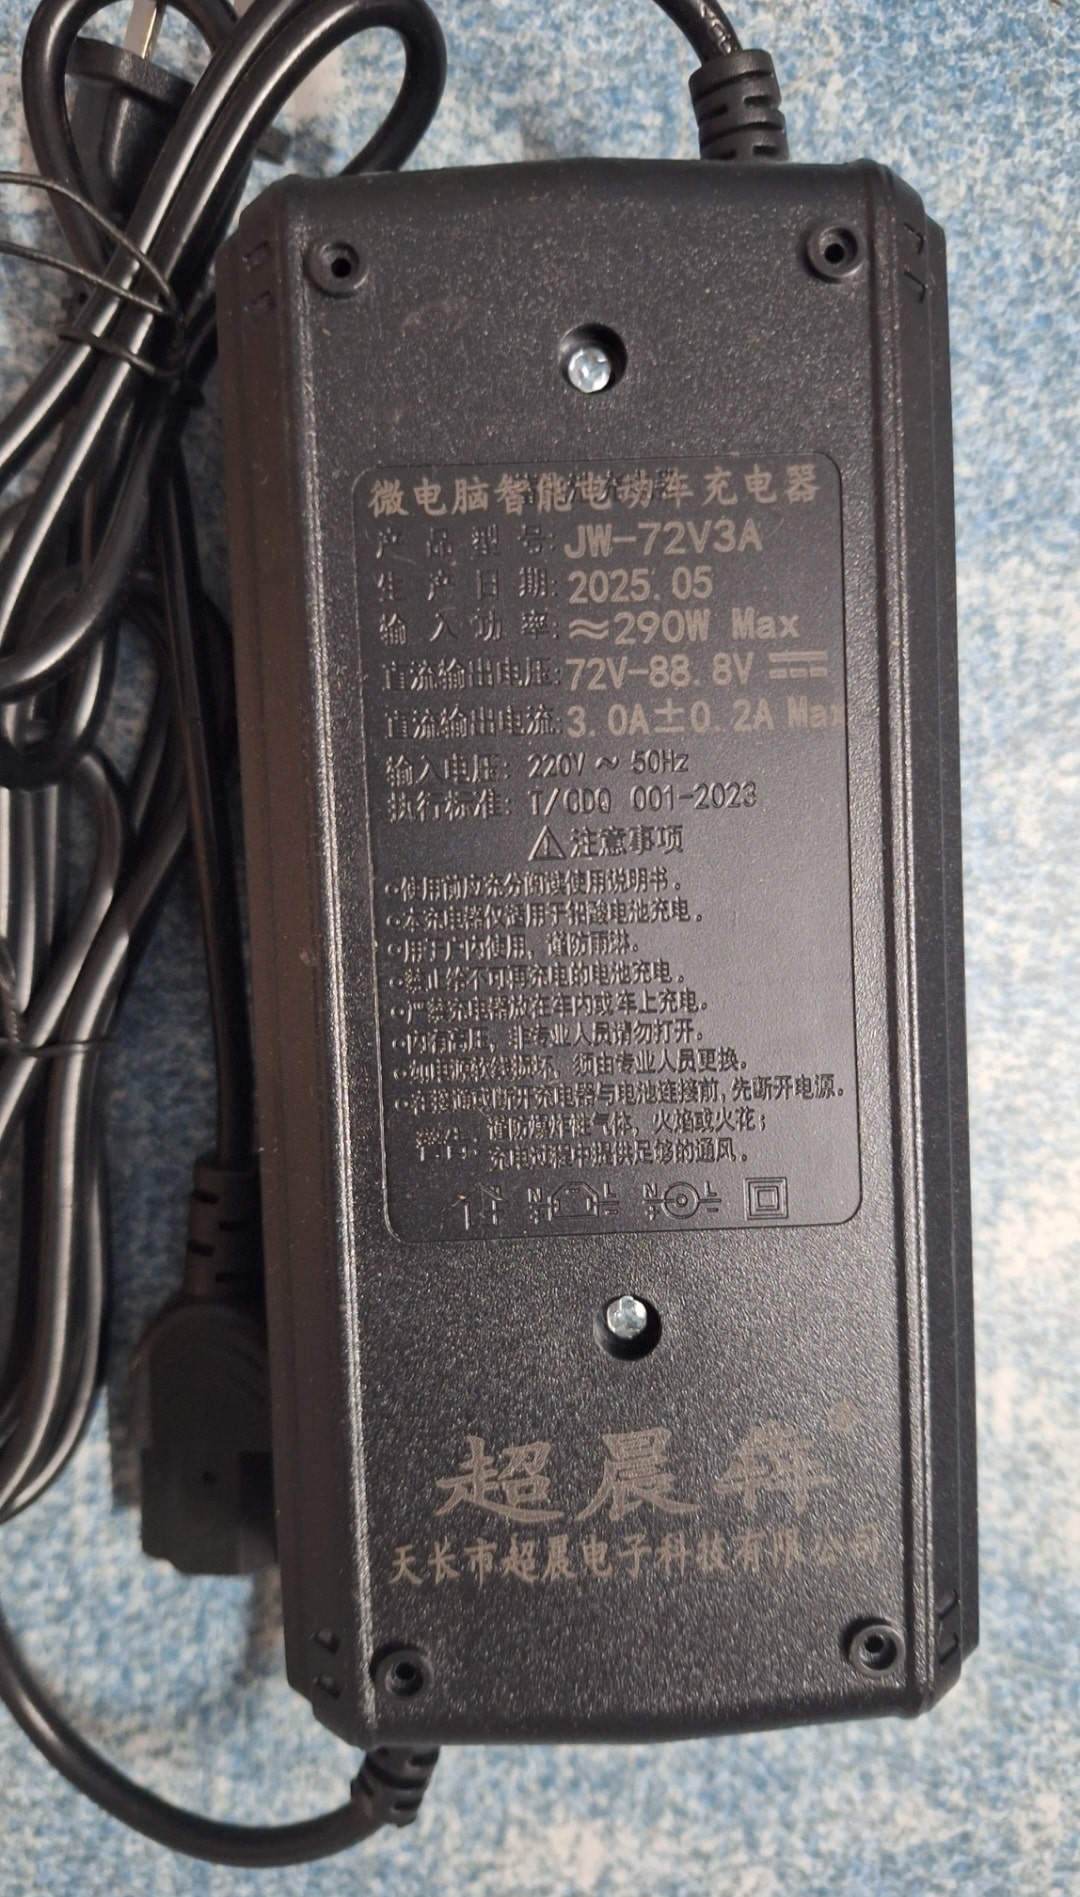 微电脑智能电动车充电器
产品型号:JW-72V3A
生产日期:2025.05
输入功率:≈290W Max
直流输出电压:72V-88.8V
直流输出电流:3.0A±0.2A Max
输入电压: 220V ~ 50Hz
执行标准: T/CDQ 001-2023
注意事项
•使用前应充分阅读使用说明书。
•本充电器仅适用于铅酸电池充电。
•用于户内使用，谨防雨淋。
•禁止给不可再充电的电池充电。
•严禁充电器放在车内或车上充电。
•内有高压，非专业人员请勿打开。
•如电源软线损坏，须由专业人员更换。
•在接通或断开充电器与电池连接前,先断开电源。
警告:谨防爆炸性气体，火焰或火花；
充电过程中提供足够的通风。
N L N L
超晨
天长市超晨电子科技有限公司